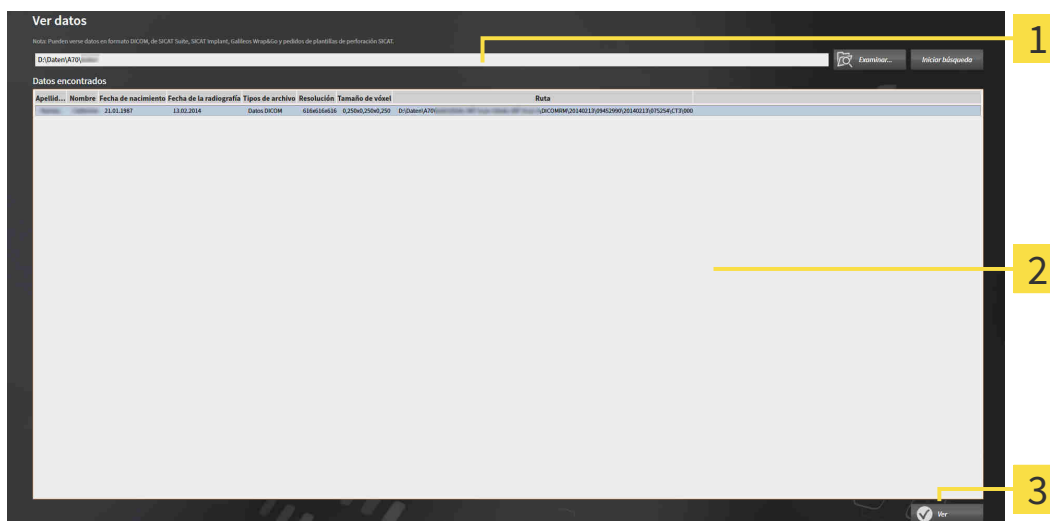 Ver datos
Nota: Pueden verse datos en formato DICOM, de SICAT Suite, SICAT Implant, Galileos Wrap&Go y pedidos de plantillas de perforación SICAT.
D:\Daten\A70\
Examinar...
Iniciar búsqueda
1
Datos encontrados
Apellid... Nombre Fecha de nacimiento Fecha de la radiografía Tipos de archivo Resolución Tamaño de vóxel Ruta
21.01.1987 13.02.2014 Datos DICOM 616x616x616 0,250x0,250x0,250 D:\Daten\A70\ \DICOMRM\20140213\09452990\20140213\075254\CT3\000
2
3
Ver